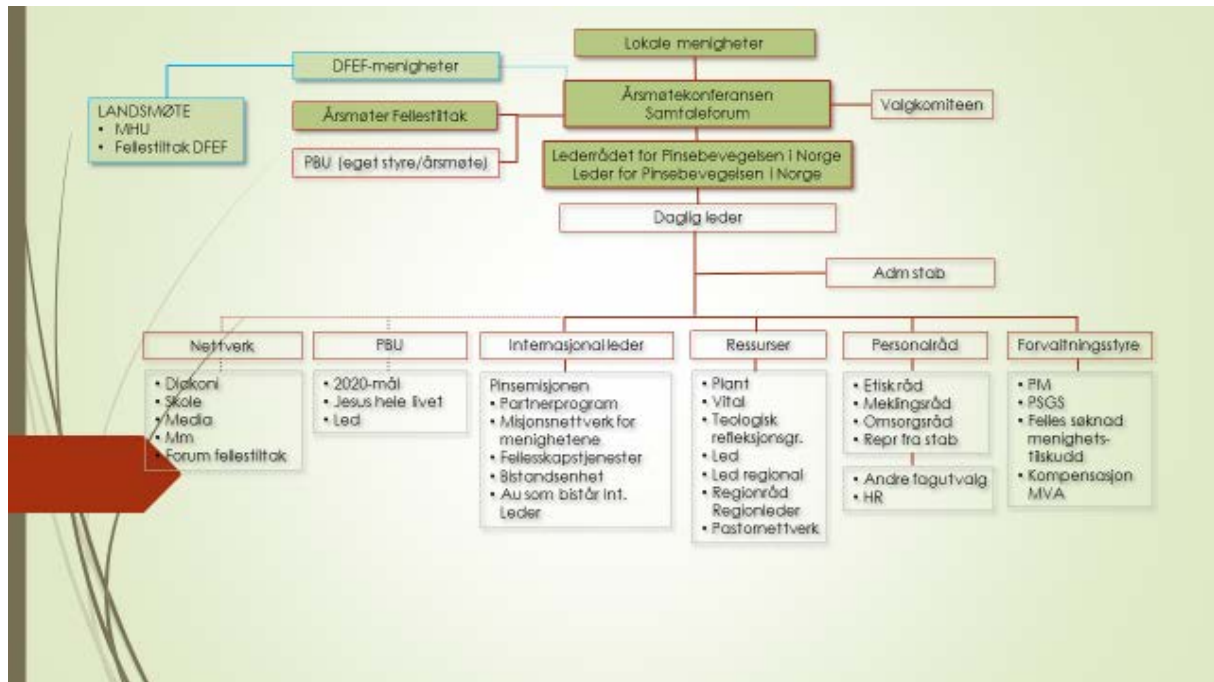 Lokale menigheter
DFEF-menigheter
LANDSMØTE
• MHU
• Fellestiltak DFEF
Årsmøter Fellestiltak
Årsmøtekonferansen
Samtaleforum
Valgkomiteen
PBU (eget styre/årsmøte)
Lederrådet for Pinsebevegelsen i Norge
Leder for Pinsebevegelsen i Norge
Daglig leder
Adm stab
Nettverk
• Diakoni
• Skole
• Media
• Mm
• Forum fellestiltak
PBU
• 2020-mål
• Jesus hele livet
• Led
Internasjonal leder
Pinsemisjonen
• Partnerprogram
• Misjonsnettverk for
menighetene
• Fellesskapstjenester
• Bistandsenhet
• Au som bistår Int.
Leder
Ressurser
• Plant
• Vital
• Teologisk
refleksjonsgr.
• Led
• Led regional
• Regionråd
Regionleder
• Pastornettverk
Personalråd
• Etisk råd
• Meklingsråd
• Omsorgsråd
• Repr fra stab
• Andre fagutvalg
• HR
Forvaltningsstyre
• PM
• PSGS
• Felles søknad
menighets-
tilskudd
• Kompensasjon
MVA